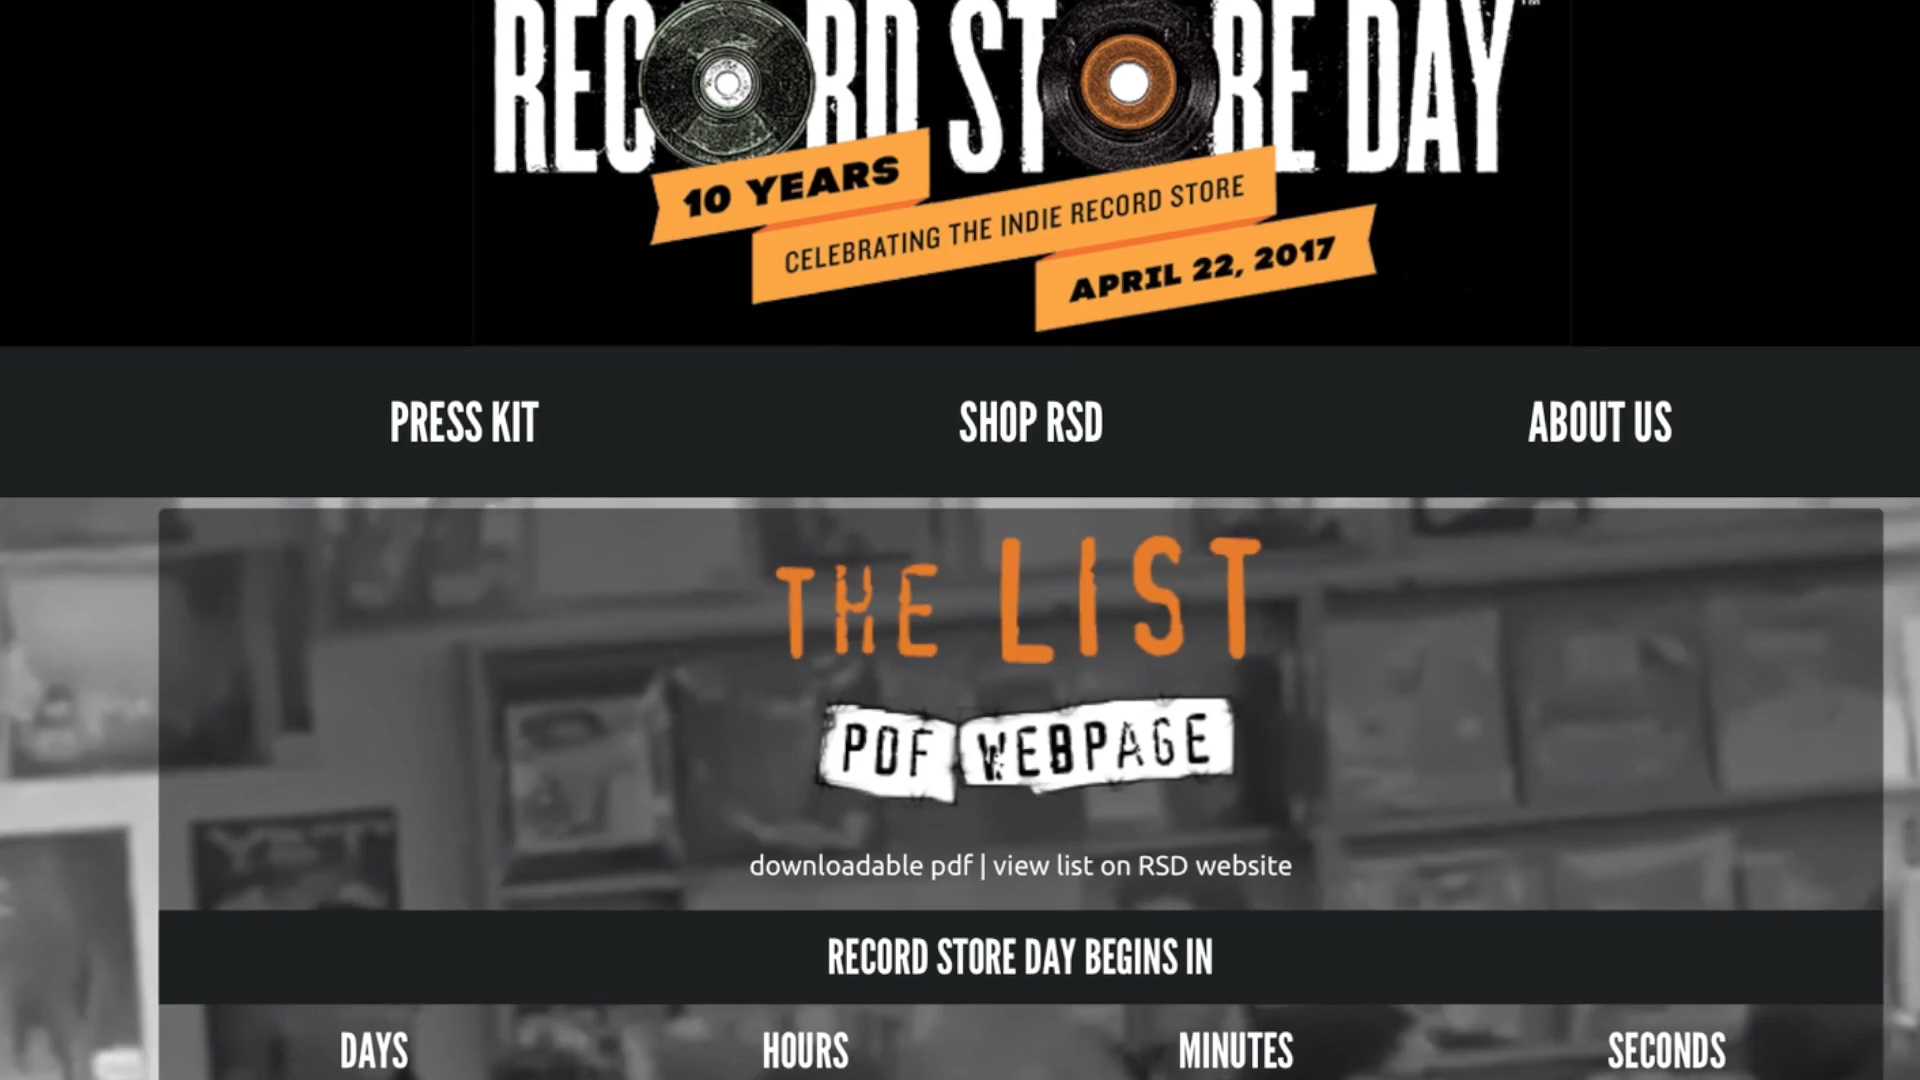 RECORD STORE DAY™
10 YEARS
CELEBRATING THE INDIE RECORD STORE
APRIL 22, 2017
PRESS KIT SHOP RSD ABOUT US
THE LIST
PDF WEBPAGE
downloadable pdf | view list on RSD website
RECORD STORE DAY BEGINS IN
DAYS HOURS MINUTES SECONDS